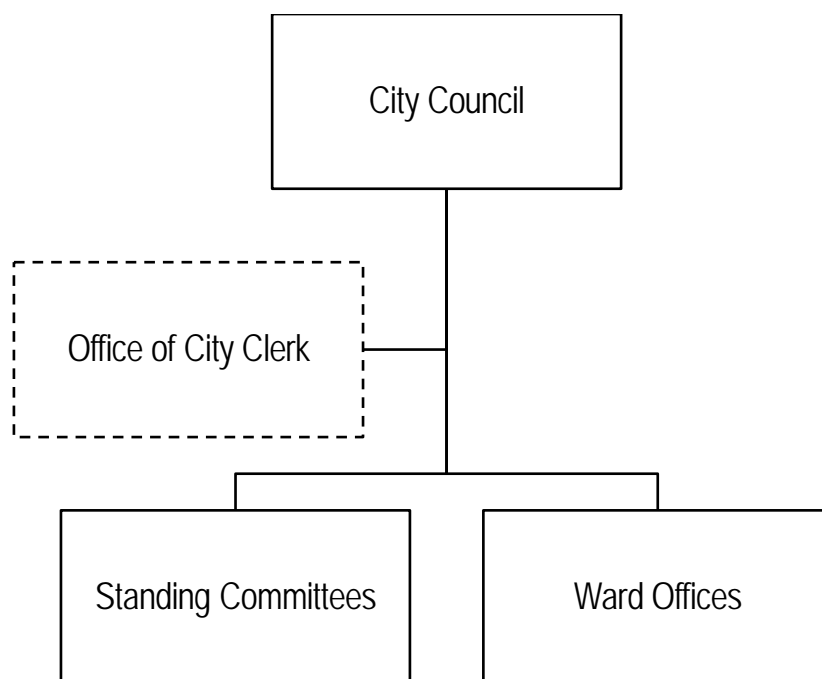 City Council
Office of City Clerk
Standing Committees
Ward Offices